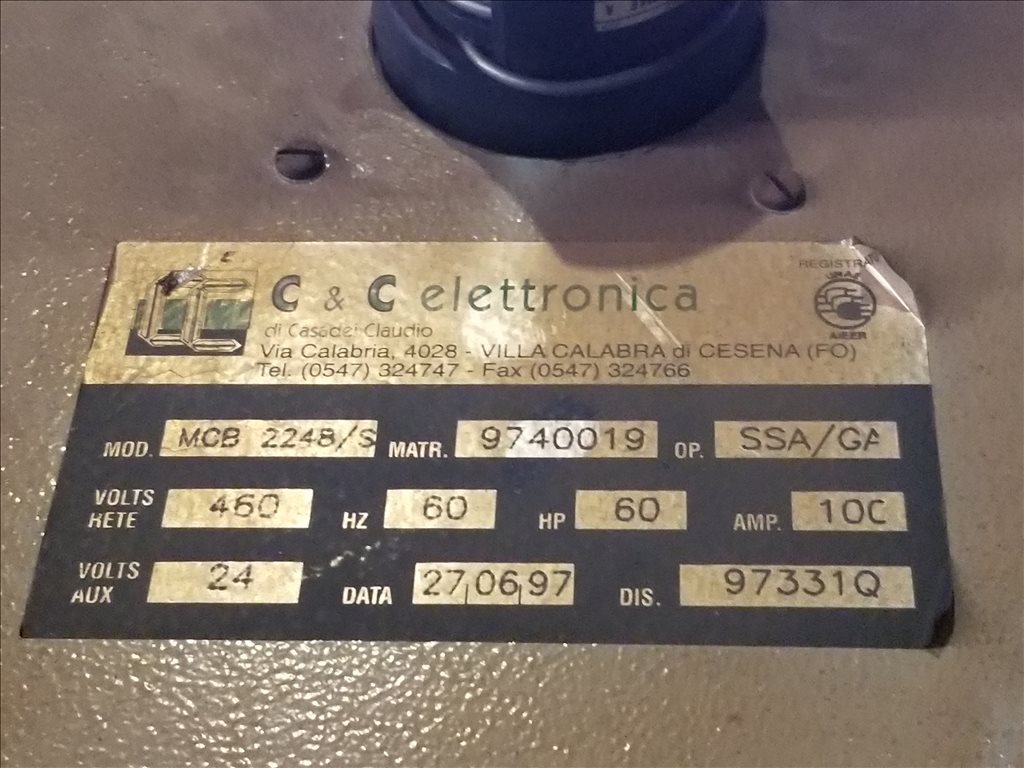 C & C elettronica
di Casadei Claudio
Via Calabria, 4028 - VILLA CALABRA di CESENA (FO)
Tel. (0547) 324747 - Fax (0547) 324766
MOD. MCB 2248/S MATR. 9740019 OP. SSA/GA
VOLTS RETE 460 HZ 60 HP 60 AMP. 100
VOLTS AUX 24 DATA 27 06 97 DIS. 97331Q